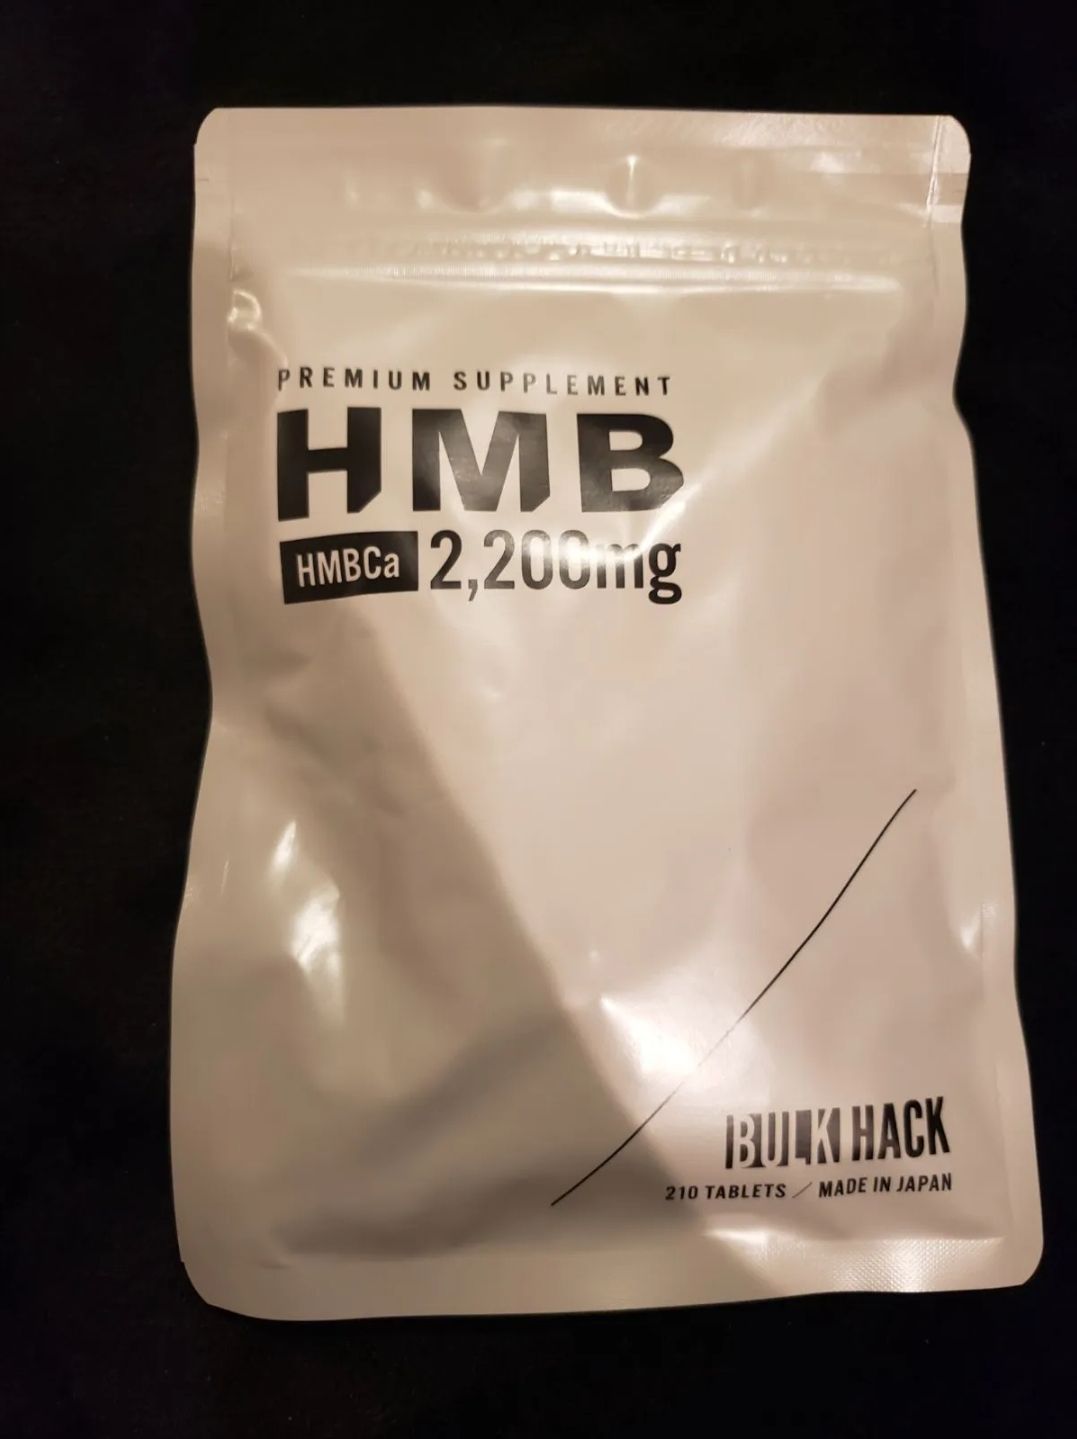 PREMIUM SUPPLEMENT
HMB
HMBCa 2,200mg
BULK HACK
210 TABLETS / MADE IN JAPAN